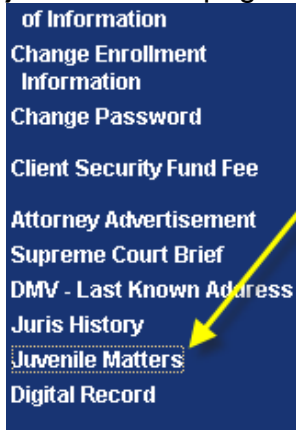 of Information
Change Enrollment
Information
Change Password
Client Security Fund Fee
Attorney Advertisement
Supreme Court Brief
DMV - Last Known Address
Juris History
Juvenile Matters
Digital Record